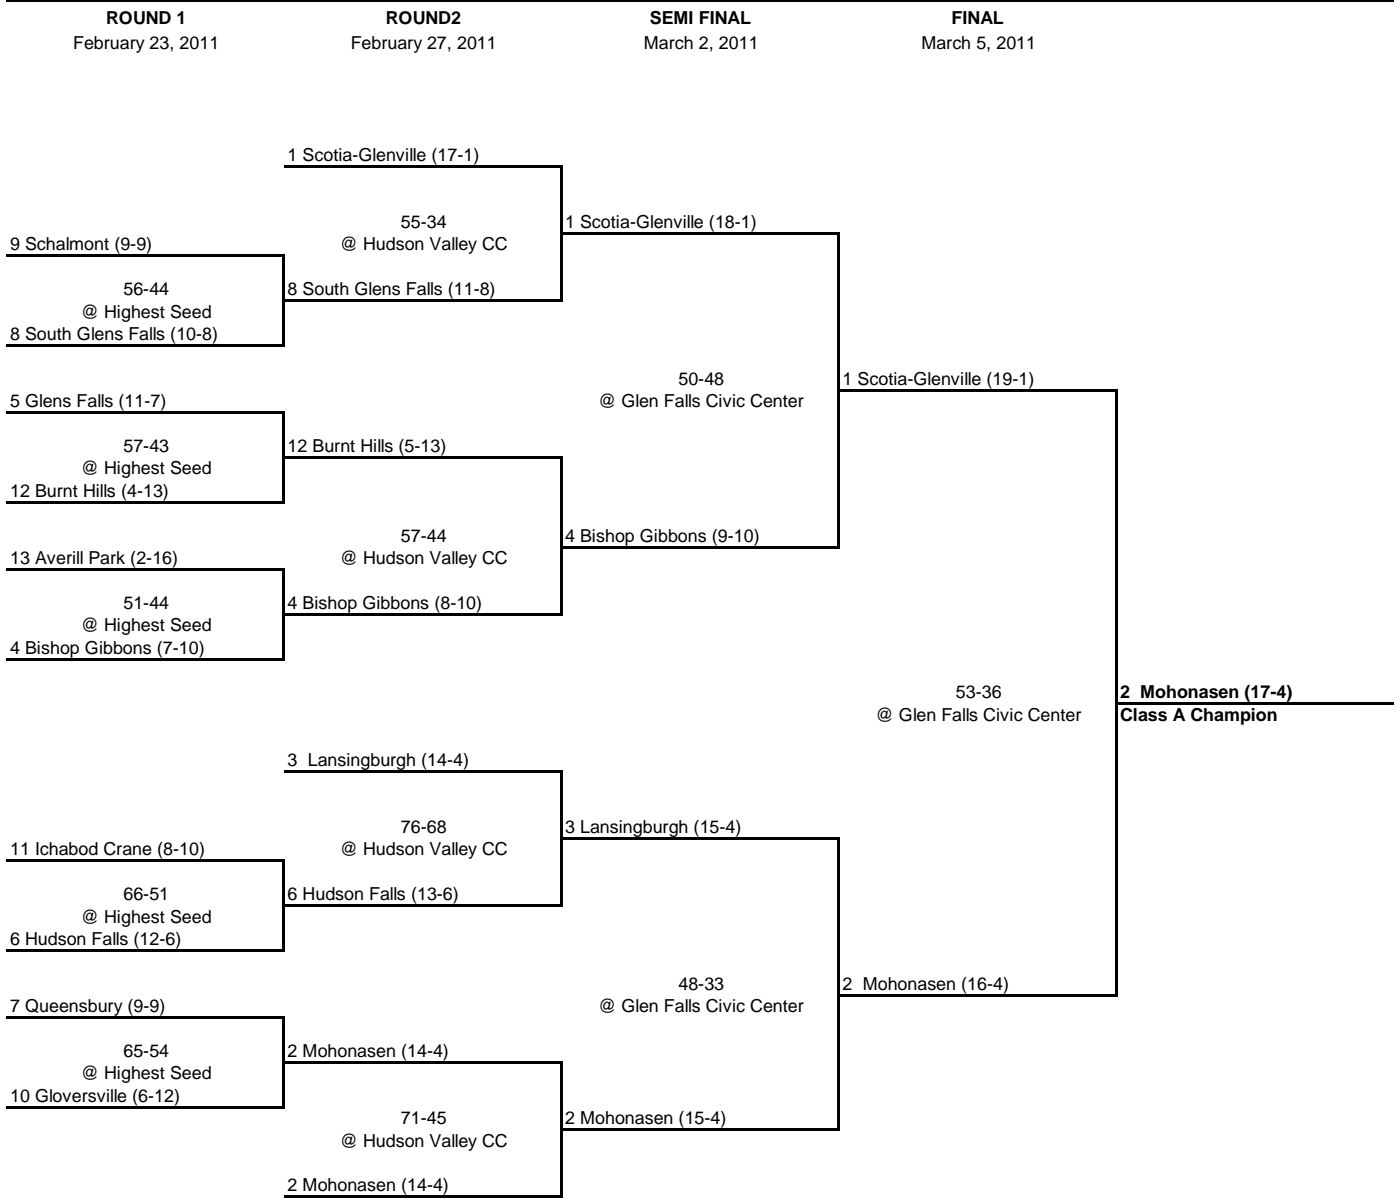 ROUND 1 ROUND2 SEMI FINAL FINAL
February 23, 2011 February 27, 2011 March 2, 2011 March 5, 2011
1 Scotia-Glenville (17-1)
55-34 1 Scotia-Glenville (18-1)
9 Schalmont (9-9) @ Hudson Valley CC
56-44 8 South Glens Falls (11-8)
@ Highest Seed
8 South Glens Falls (10-8)
50-48 1 Scotia-Glenville (19-1)
5 Glens Falls (11-7) @ Glen Falls Civic Center
57-43 12 Burnt Hills (5-13)
@ Highest Seed
12 Burnt Hills (4-13)
57-44 4 Bishop Gibbons (9-10)
13 Averill Park (2-16) @ Hudson Valley CC
51-44 4 Bishop Gibbons (8-10)
@ Highest Seed
4 Bishop Gibbons (7-10)
53-36 2 Mohonasen (17-4)
@ Glen Falls Civic Center Class A Champion
3 Lansingburgh (14-4)
76-68 3 Lansingburgh (15-4)
11 Ichabod Crane (8-10) @ Hudson Valley CC
66-51 6 Hudson Falls (13-6)
@ Highest Seed
6 Hudson Falls (12-6)
48-33 2 Mohonasen (16-4)
7 Queensbury (9-9) @ Glen Falls Civic Center
65-54 2 Mohonasen (14-4)
@ Highest Seed
10 Gloversville (6-12)
71-45 2 Mohonasen (15-4)
@ Hudson Valley CC
2 Mohonasen (14-4)